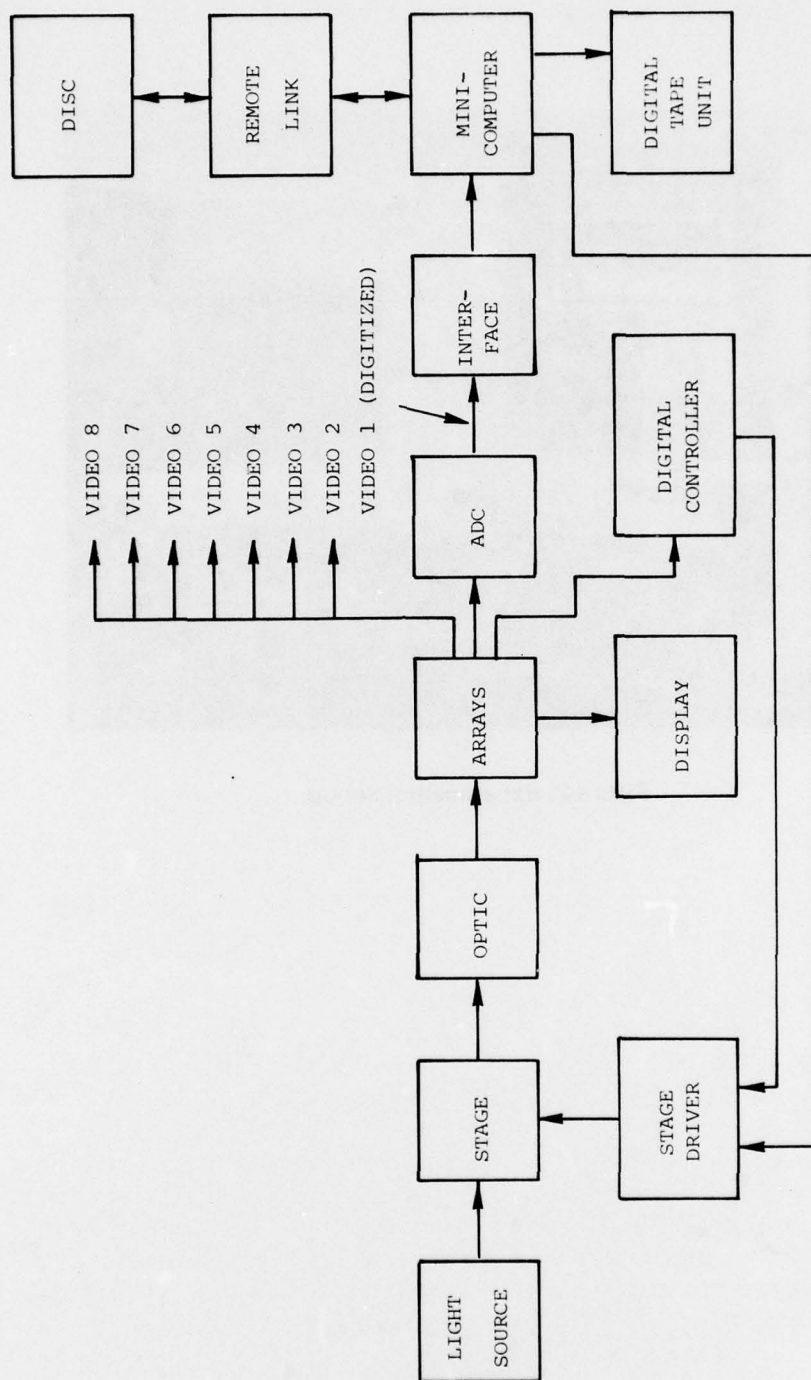 DISC
REMOTE
LINK
MINI-
COMPUTER
DIGITAL
TAPE
UNIT
VIDEO 8
VIDEO 7
VIDEO 6
VIDEO 5
VIDEO 4
VIDEO 3
VIDEO 2
VIDEO 1 (DIGITIZED)
INTER-
FACE
ADC
DIGITAL
CONTROLLER
ARRAYS
DISPLAY
OPTIC
STAGE
STAGE
DRIVER
LIGHT
SOURCE